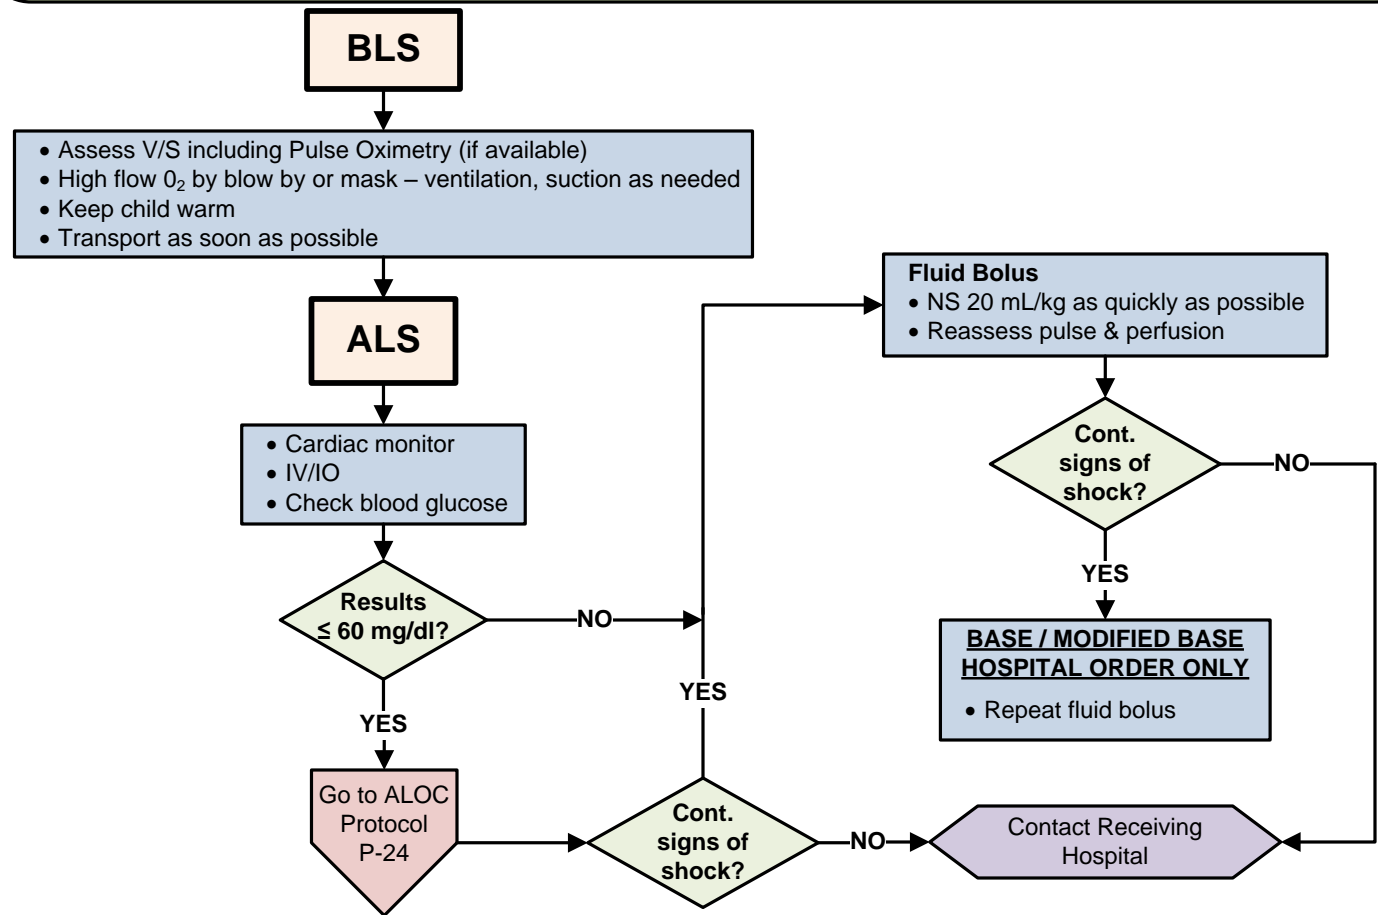 BLS
• Assess V/S including Pulse Oximetry (if available)
• High flow 0₂ by blow by or mask – ventilation, suction as needed
• Keep child warm
• Transport as soon as possible
ALS
• Cardiac monitor
• IV/IO
• Check blood glucose
Results
≤ 60 mg/dl?
NO
YES
Go to ALOC
Protocol
P-24
Cont.
signs of
shock?
YES
NO
Fluid Bolus
• NS 20 mL/kg as quickly as possible
• Reassess pulse & perfusion
Cont.
signs of
shock?
NO
YES
BASE / MODIFIED BASE
HOSPITAL ORDER ONLY
• Repeat fluid bolus
Contact Receiving
Hospital